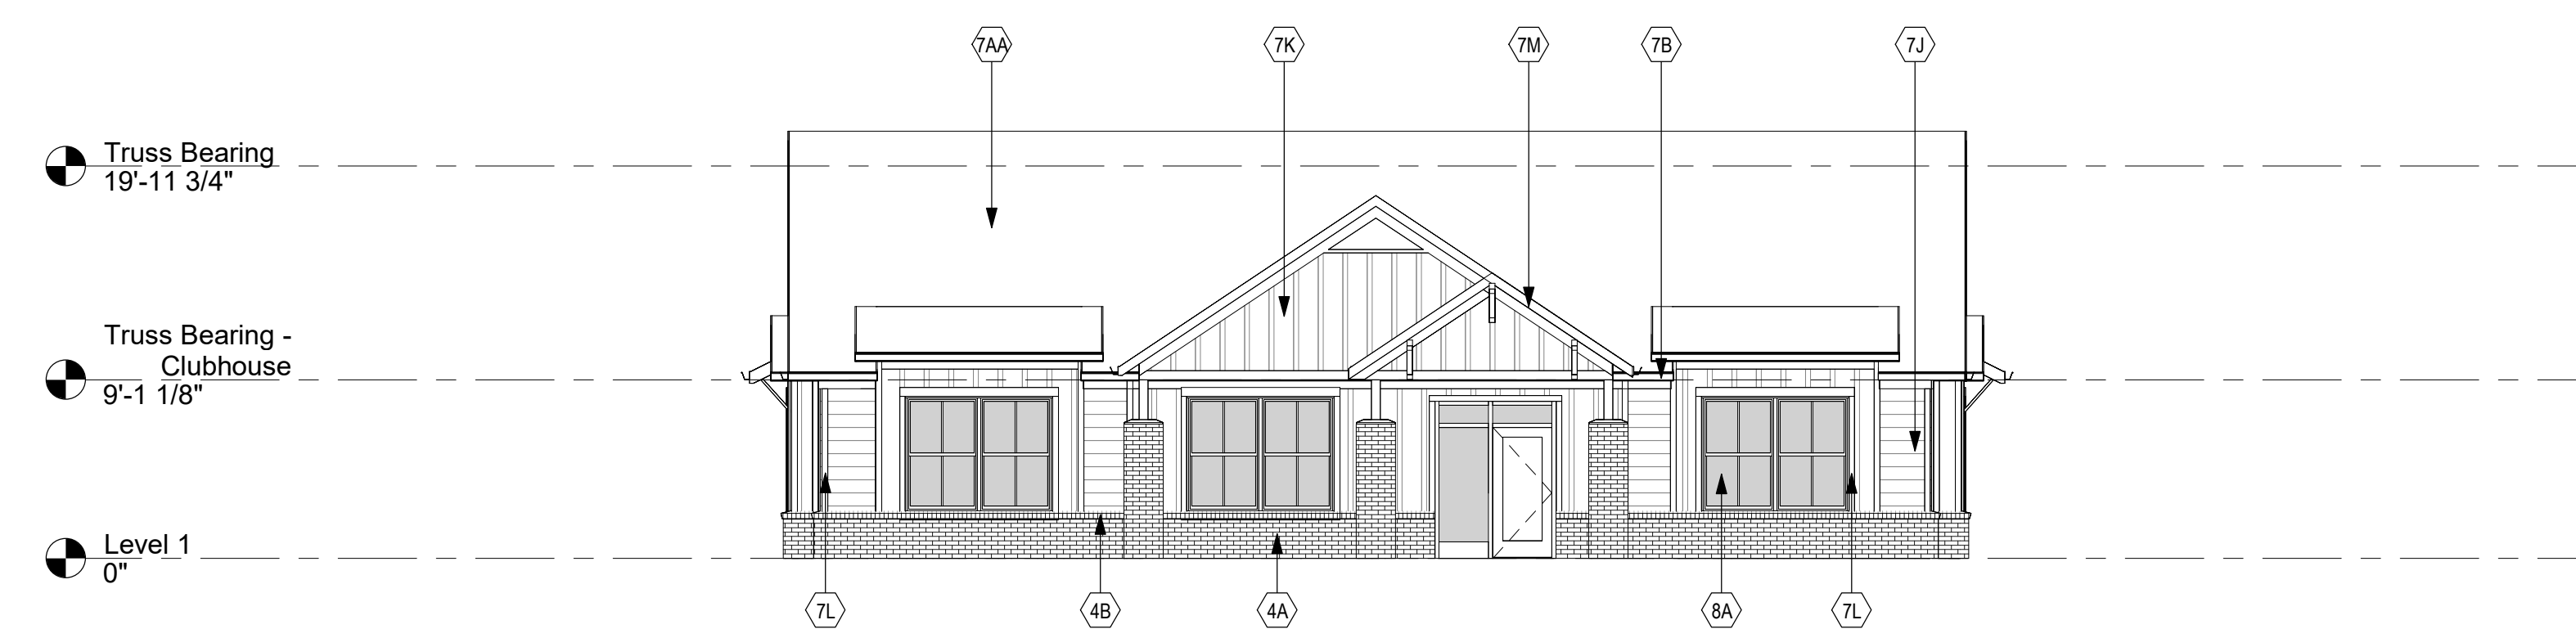 7AA
7K
7M
7B
7J
Truss Bearing
19'-11 3/4"
Truss Bearing -
Clubhouse
9'-1 1/8"
Level 1
0"
7L
4B
4A
8A
7L